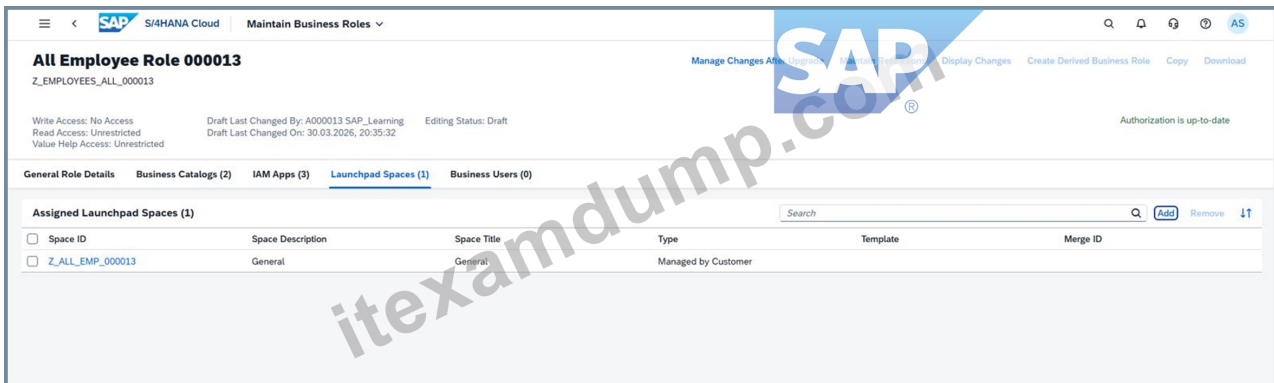 SAP S/4HANA Cloud Maintain Business Roles AS
All Employee Role 000013
Manage Changes After Upgrade Maintain Display Changes Create Derived Business Role Copy Download
Z_EMPLOYEES_ALL_000013
SAP
®
Write Access: No Access Draft Last Changed By: A000013 SAP_Learning Editing Status: Draft Authorization is up-to-date
Read Access: Unrestricted Draft Last Changed On: 30.03.2026, 20:35:32
Value Help Access: Unrestricted
General Role Details Business Catalogs (2) IAM Apps (3) Launchpad Spaces (1) Business Users (0)
Assigned Launchpad Spaces (1) Search Add Remove
Space ID Space Description Space Title Type Template Merge ID
Z_ALL_EMP_000013 General General Managed by Customer
itexamdump.com